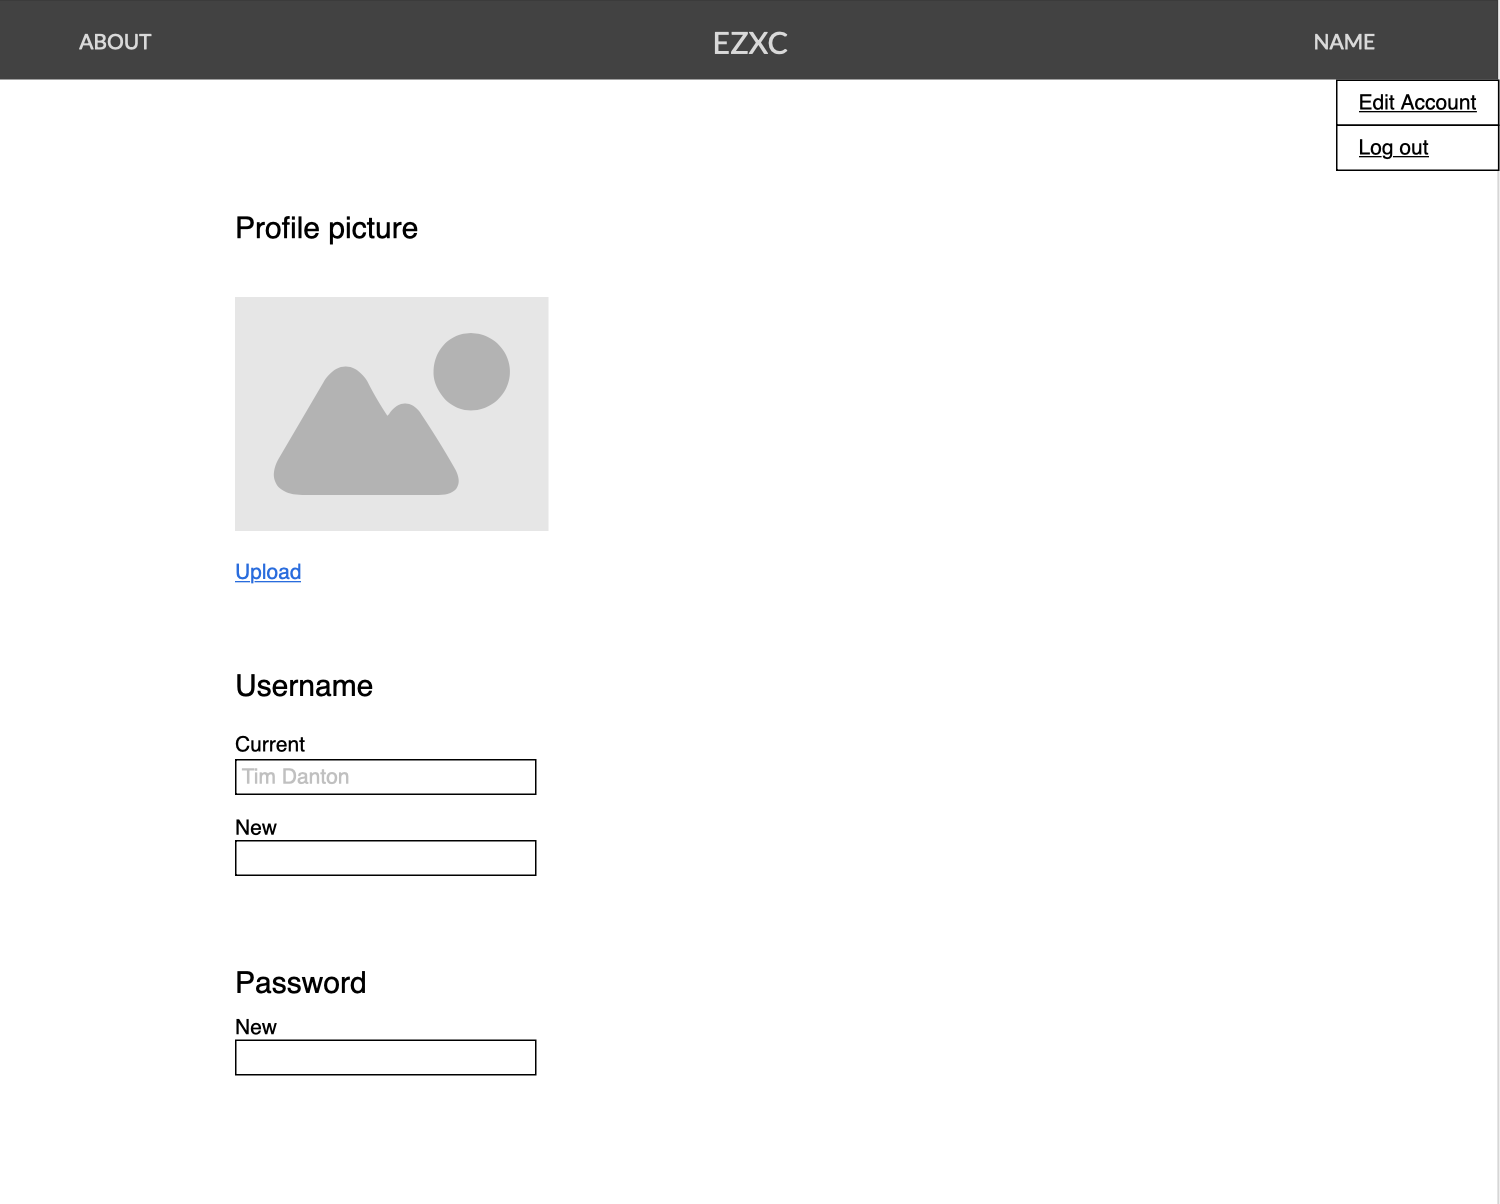 ABOUT
EZXC
NAME
Edit Account
Log out
Profile picture
Upload
Username
Current
Tim Danton
New
Password
New